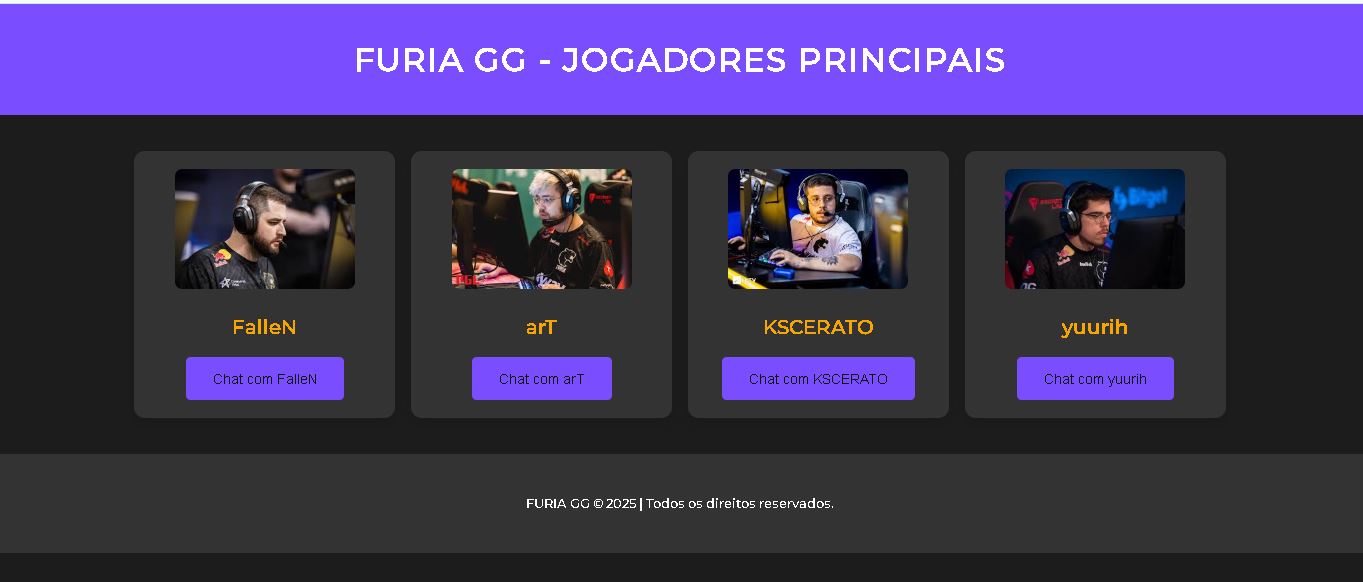 FURIA GG - JOGADORES PRINCIPAIS
Bitget
FalleN
arT
KSCERATO
yuurih
Chat com FalleN
Chat com arT
Chat com KSCERATO
Chat com yuurih
FURIA GG © 2025 | Todos os direitos reservados.